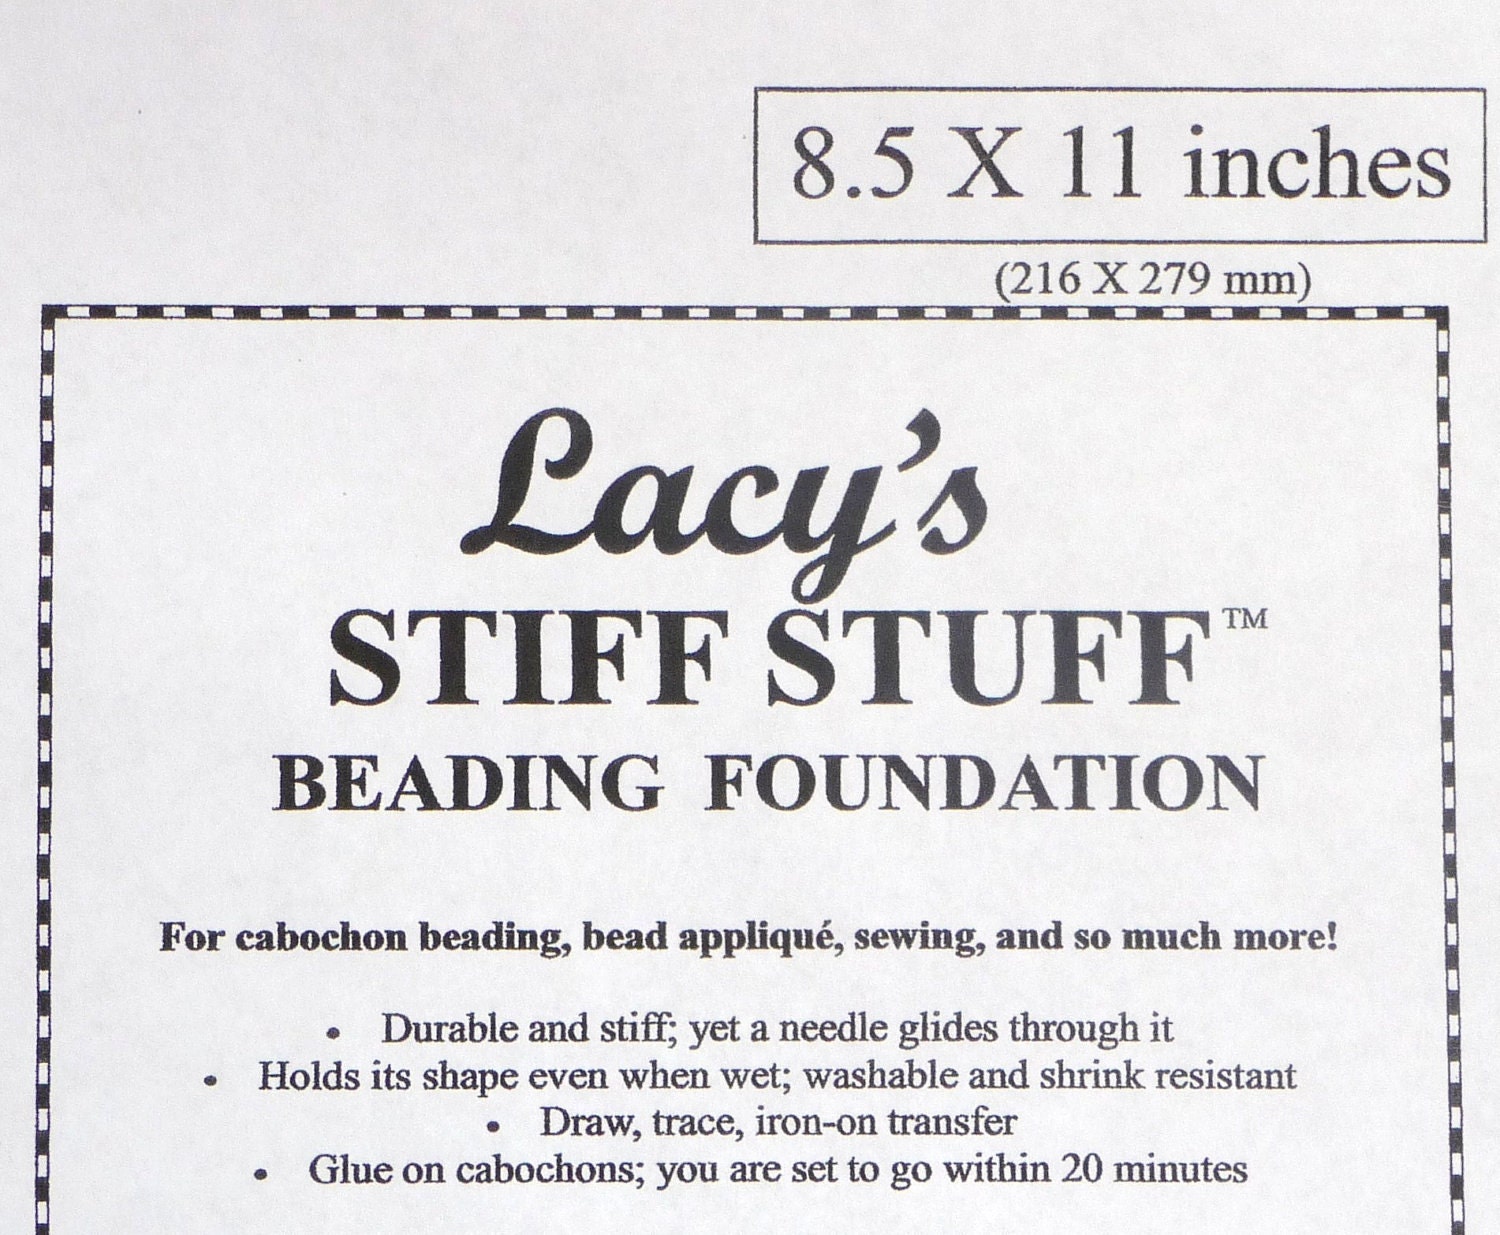 8.5 X 11 inches
(216 X 279 mm)
Lacy's
STIFF STUFF™
BEADING FOUNDATION
For cabochon beading, bead appliqué, sewing, and so much more!
• Durable and stiff; yet a needle glides through it
• Holds its shape even when wet; washable and shrink resistant
• Draw, trace, iron-on transfer
• Glue on cabochons; you are set to go within 20 minutes